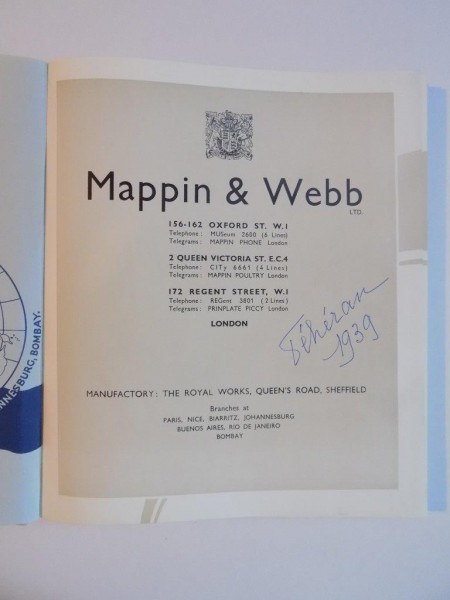 Mappin & Webb
LTD.
156-162 OXFORD ST. W.1
Telephone: MUSeum 2600 (6 Lines)
Telegrams: MAPPIN PHONE London
2 QUEEN VICTORIA ST. E.C.4
Telephone: CITy 6661 (4 Lines)
Telegrams: MAPPIN POULTRY London
172 REGENT STREET, W.1
Telephone: REGent 3801 (2 Lines)
Telegrams: PRINPLATE PICCY London
LONDON
Téhéran
1939
MANUFACTORY: THE ROYAL WORKS, QUEEN'S ROAD, SHEFFIELD
Branches at
PARIS, NICE, BIARRITZ, JOHANNESBURG
BUENOS AIRES, RIO DE JANEIRO
BOMBAY
NNESBURG, BOMBAY.